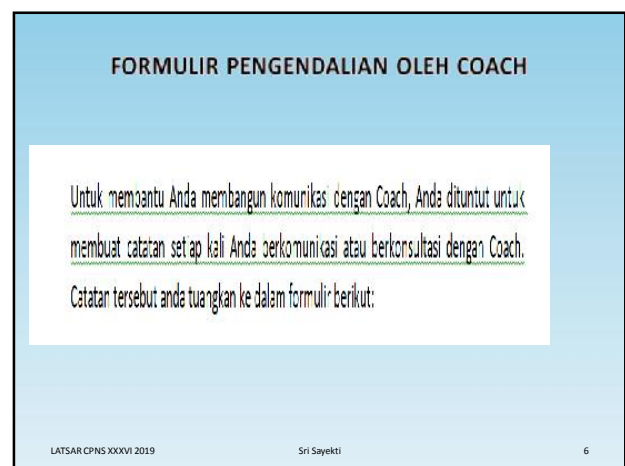 FORMULIR PENGENDALIAN OLEH COACH
Untuk membantu Anda membangun komunikasi dengan Coach, Anda dituntut untuk
membuat catatan setiap kali Anda berkomunikasi atau berkonsultasi dengan Coach.
Catatan tersebut anda tuangkan ke dalam formulir berikut:
LATSAR CPNS XXXVI 2019 Sri Sayekti 6